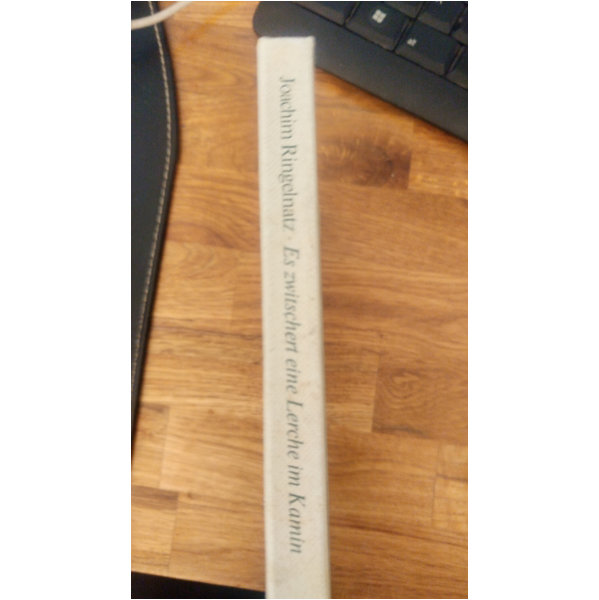 Joachim Ringelnatz · Es zwitschert eine Lerche im Kamin